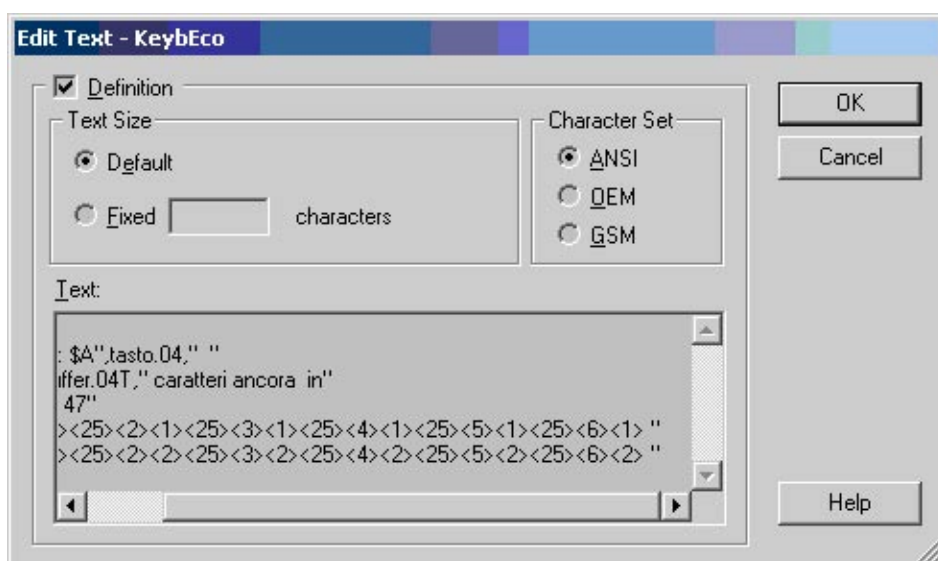 Edit Text - KeybEco
Definition
Text Size
Default
Fixed
characters
Character Set
ANSI
OEM
GSM
OK
Cancel
Text:
: $A",tasto.04," "
iffer.04T," caratteri ancora in"
47"
><25><2><1><25><3><1><25><4><1><25><5><1><25><6><1> "
><25><2><2><25><3><2><25><4><2><25><5><2><25><6><2> "
Help